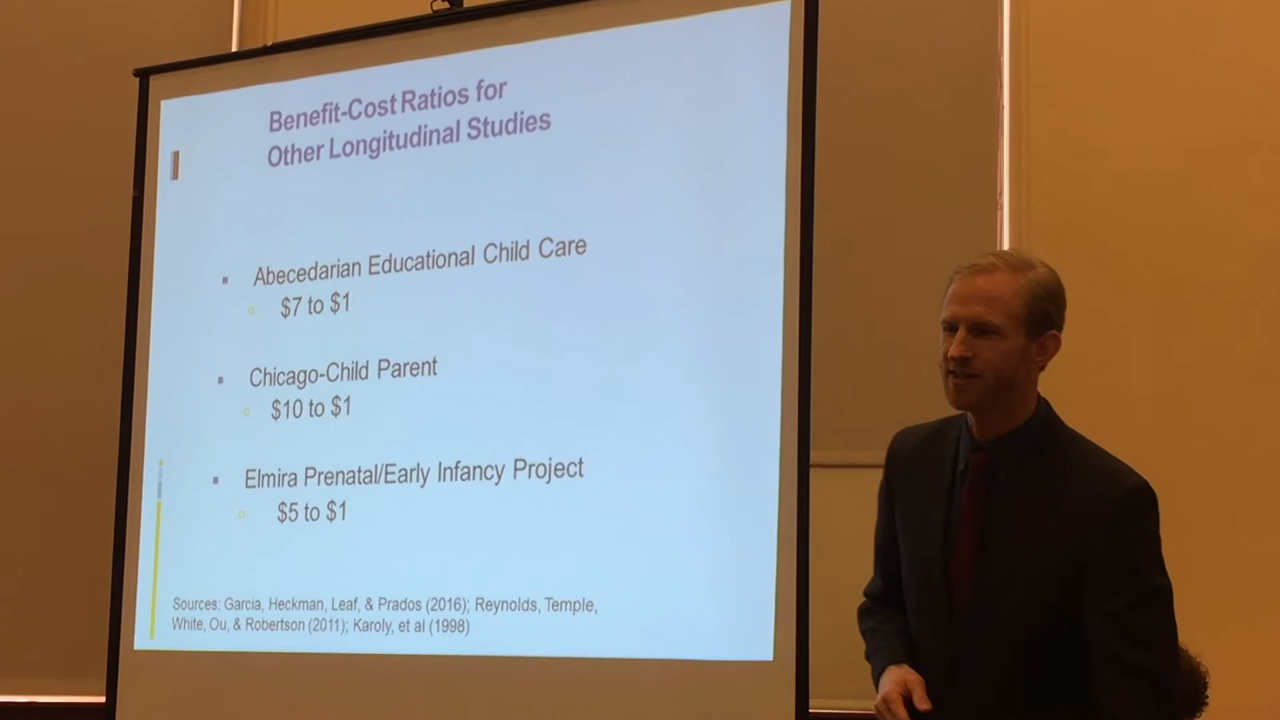 Benefit-Cost Ratios for
Other Longitudinal Studies
Abecedarian Educational Child Care
$7 to $1
Chicago-Child Parent
$10 to $1
Elmira Prenatal/Early Infancy Project
$5 to $1
Sources: Garcia, Heckman, Leaf, & Prados (2016); Reynolds, Temple,
White, Ou, & Robertson (2011); Karoly, et al (1998)